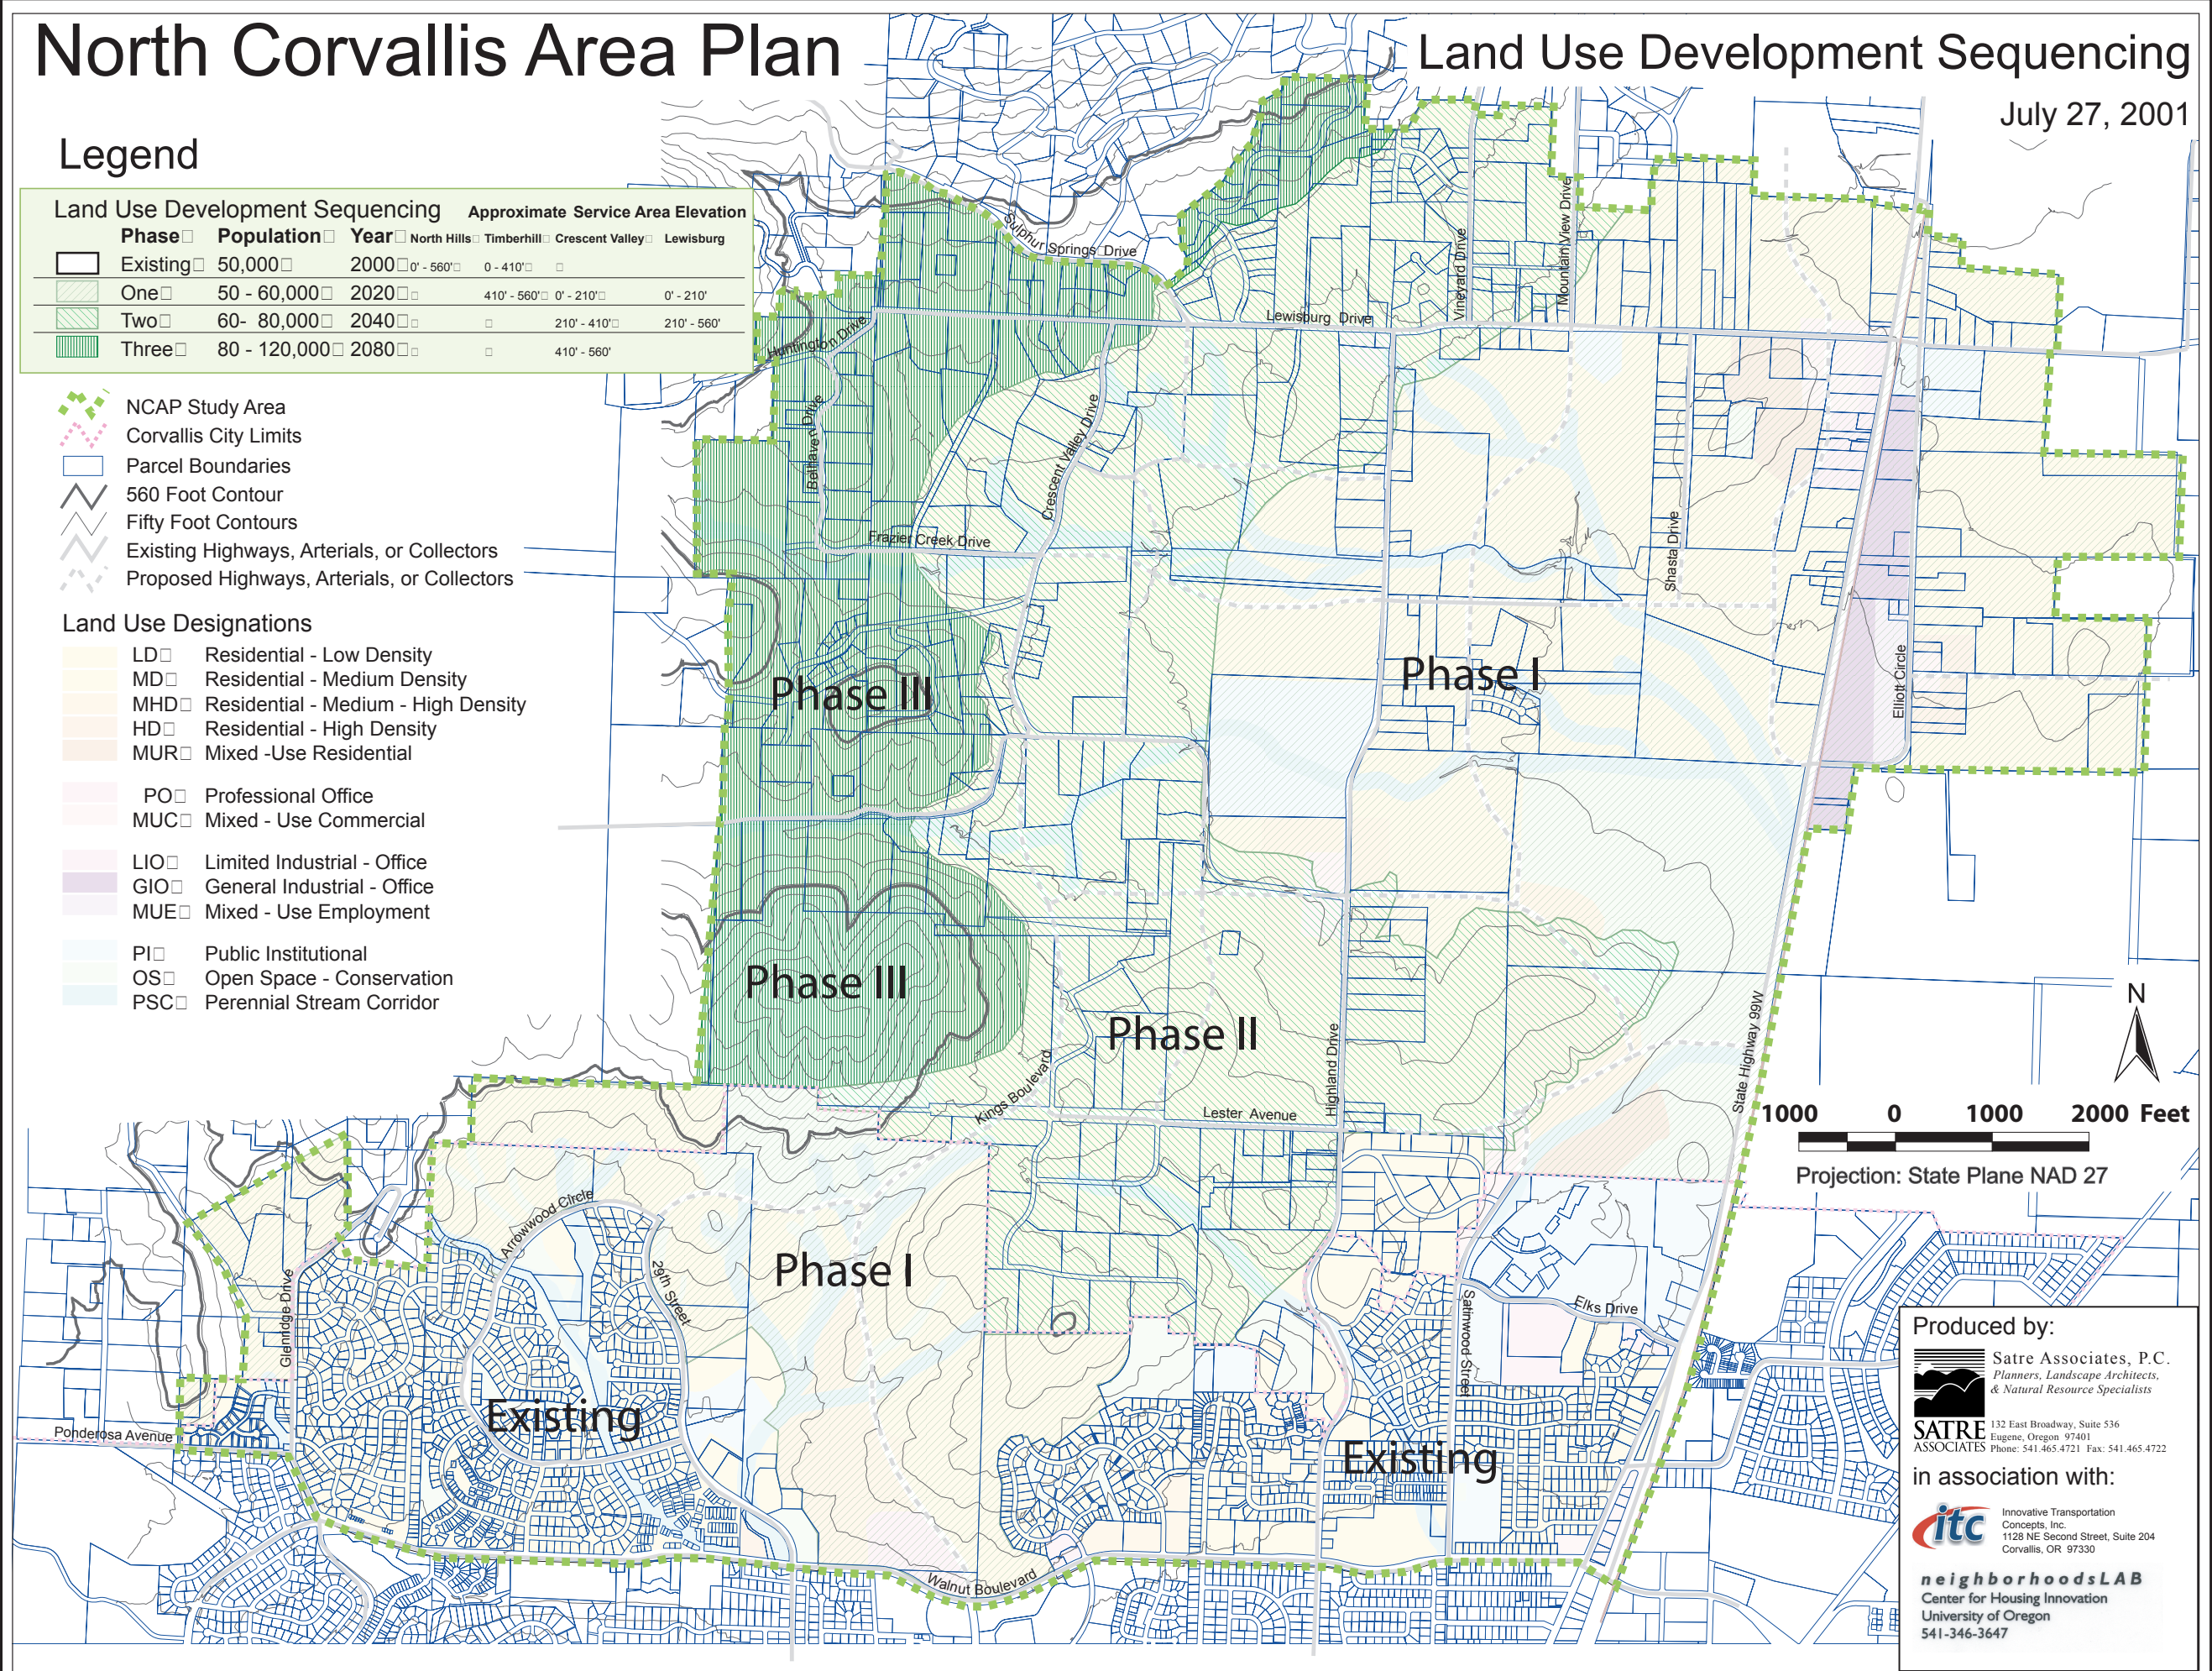 North Corvallis Area Plan
Land Use Development Sequencing
July 27, 2001
Legend
Land Use Development Sequencing Approximate Service Area Elevation
Phase□ Population□ Year□ North Hills□ Timberhill□ Crescent Valley□ Lewisburg
Existing□ 50,000□ 2000□ 0' - 560'□ 0 - 410'□ □
One□ 50 - 60,000□ 2020□ □ 410' - 560'□ 0' - 210'□ 0' - 210'
Two□ 60- 80,000□ 2040□ □ □ 210' - 410'□ 210' - 560'
Three□ 80 - 120,000□ 2080□ □ □ 410' - 560'
NCAP Study Area
Corvallis City Limits
Parcel Boundaries
560 Foot Contour
Fifty Foot Contours
Existing Highways, Arterials, or Collectors
Proposed Highways, Arterials, or Collectors
Land Use Designations
LD□ Residential - Low Density
MD□ Residential - Medium Density
MHD□ Residential - Medium - High Density
HD□ Residential - High Density
MUR□ Mixed -Use Residential
PO□ Professional Office
MUC□ Mixed - Use Commercial
LIO□ Limited Industrial - Office
GIO□ General Industrial - Office
MUE□ Mixed - Use Employment
PI□ Public Institutional
OS□ Open Space - Conservation
PSC□ Perennial Stream Corridor
Sulphur Springs Drive
Vineyard Drive
Mountain View Drive
Lewisburg Drive
Huntington Drive
Bellhaven Drive
Crescent Valley Drive
Frazier Creek Drive
Shasta Drive
Elliott Circle
Phase III
Phase I
Phase III
Phase II
Kings Boulevard
Highland Drive
Lester Avenue
State Highway 99W
N
1000 0 1000 2000 Feet
Projection: State Plane NAD 27
Arrowwood Circle
29th Street
Glenridge Drive
Phase I
Satinwood Street
Elks Drive
Existing
Existing
Ponderosa Avenue
Walnut Boulevard
Produced by:
Satre Associates, P.C.
Planners, Landscape Architects,
& Natural Resource Specialists
SATRE
ASSOCIATES
132 East Broadway, Suite 536
Eugene, Oregon 97401
Phone: 541.465.4721 Fax: 541.465.4722
in association with:
itc
Innovative Transportation
Concepts, Inc.
1128 NE Second Street, Suite 204
Corvallis, OR 97330
neighborhoodsLAB
Center for Housing Innovation
University of Oregon
541-346-3647